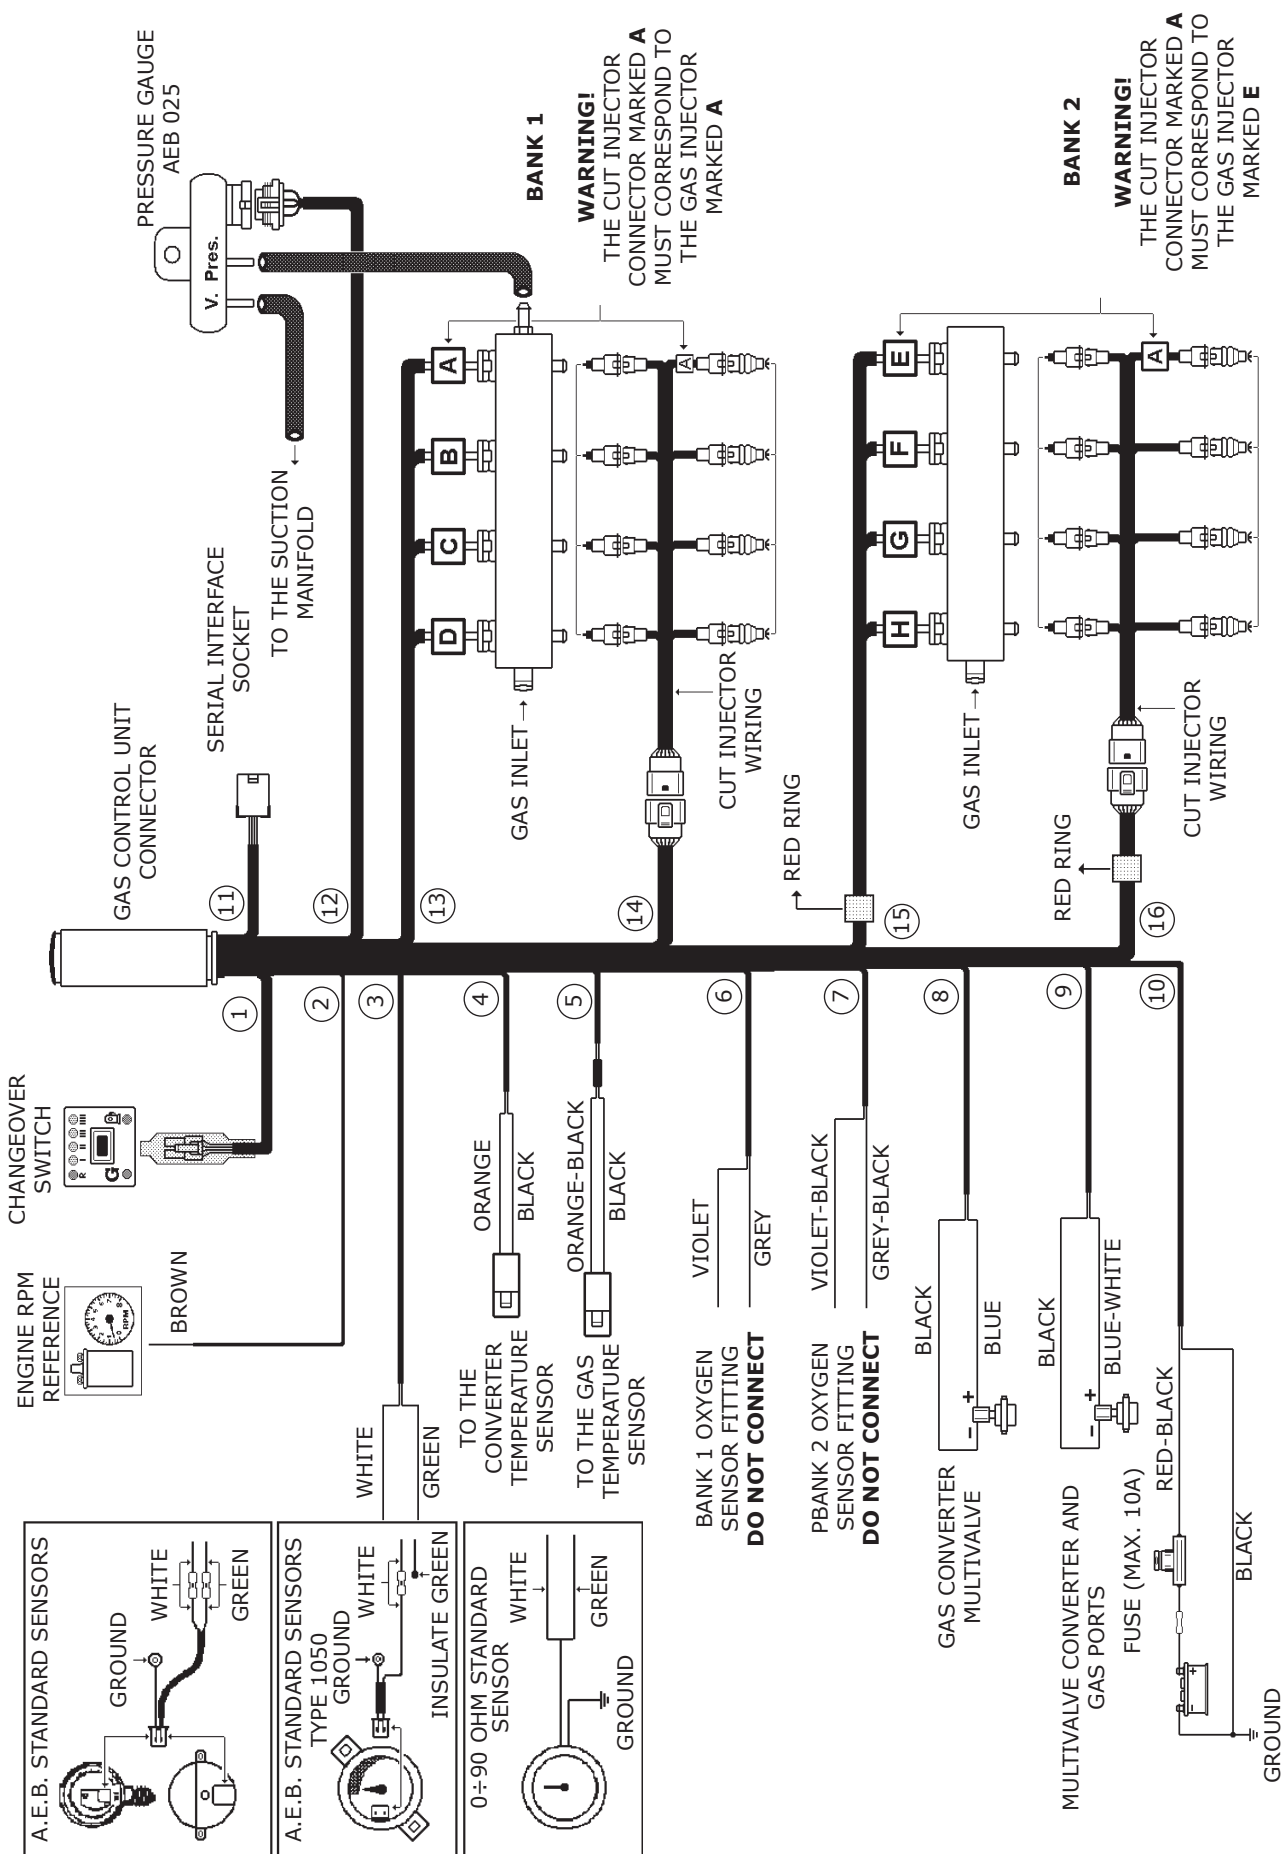 A.E.B. STANDARD SENSORS
GROUND
WHITE
GREEN
A.E.B. STANDARD SENSORS
TYPE 1050
GROUND
WHITE
INSULATE GREEN
0÷90 OHM STANDARD
SENSOR
WHITE
GREEN
GROUND
ENGINE RPM
REFERENCE
RPM
BROWN
CHANGEOVER
SWITCH
R I II III IIII
G
GAS CONTROL UNIT
CONNECTOR
SERIAL INTERFACE
SOCKET
TO THE SUCTION
MANIFOLD
PRESSURE GAUGE
AEB 025
V. Pres.
1
2
3
4
5
6
7
8
9
10
11
12
13
14
15
16
WHITE
GREEN
TO THE
CONVERTER
TEMPERATURE
SENSOR
ORANGE
BLACK
TO THE GAS
TEMPERATURE
SENSOR
ORANGE-BLACK
BLACK
BANK 1 OXYGEN
SENSOR FITTING
DO NOT CONNECT
VIOLET
GREY
PBANK 2 OXYGEN
SENSOR FITTING
DO NOT CONNECT
VIOLET-BLACK
GREY-BLACK
GAS CONVERTER
MULTIVALVE
BLACK
BLUE
- +
MULTIVALVE CONVERTER AND
GAS PORTS
BLACK
BLUE-WHITE
- +
FUSE (MAX. 10A)
RED-BLACK
BLACK
- +
GROUND
D
C
B
A
GAS INLET
CUT INJECTOR
WIRING
A
BANK 1
WARNING!
THE CUT INJECTOR
CONNECTOR MARKED A
MUST CORRESPOND TO
THE GAS INJECTOR
MARKED A
RED RING
H
G
F
E
GAS INLET
RED RING
CUT INJECTOR
WIRING
A
BANK 2
WARNING!
THE CUT INJECTOR
CONNECTOR MARKED A
MUST CORRESPOND TO
THE GAS INJECTOR
MARKED E